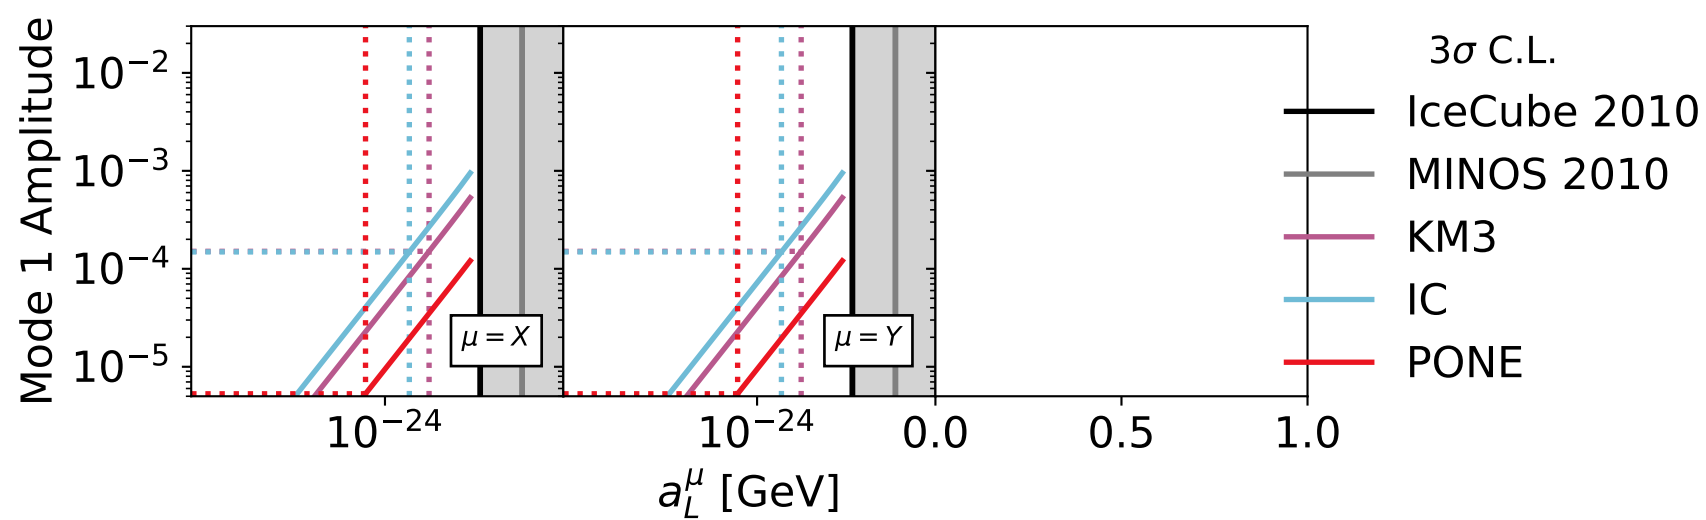 Mode 1 Amplitude
10⁻²
10⁻³
10⁻⁴
10⁻⁵
μ = X
μ = Y
10⁻²⁴
10⁻²⁴
0.0
0.5
1.0
a_L^μ [GeV]
3σ C.L.
IceCube 2010
MINOS 2010
KM3
IC
PONE